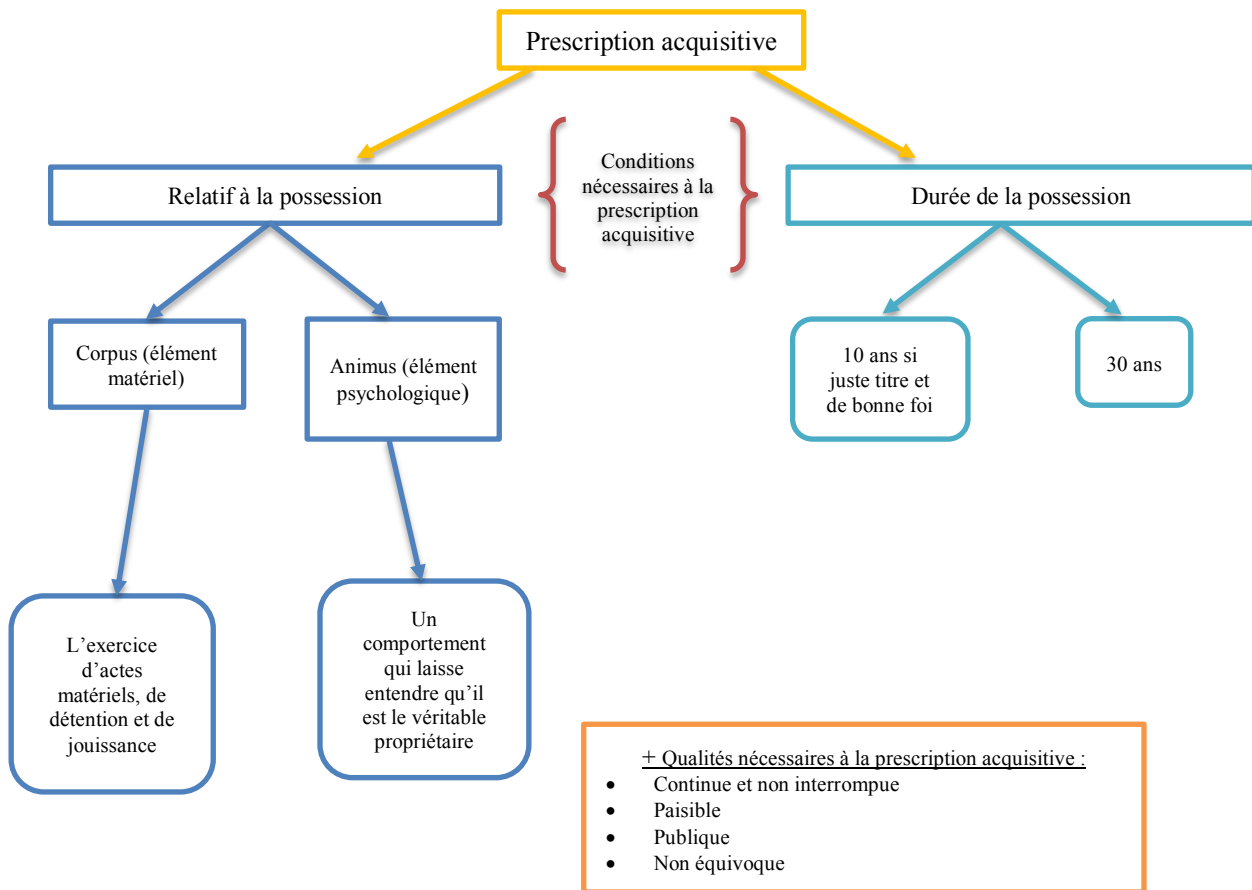 Prescription acquisitive
Conditions
nécessaires à la
prescription
acquisitive
Relatif à la possession
Durée de la possession
Corpus (élément
matériel)
Animus (élément
psychologique)
10 ans si
juste titre et
de bonne foi
30 ans
L’exercice
d’actes
matériels, de
détention et de
jouissance
Un
comportement
qui laisse
entendre qu’il
est le véritable
propriétaire
+ Qualités nécessaires à la prescription acquisitive :
• Continue et non interrompue
• Paisible
• Publique
• Non équivoque